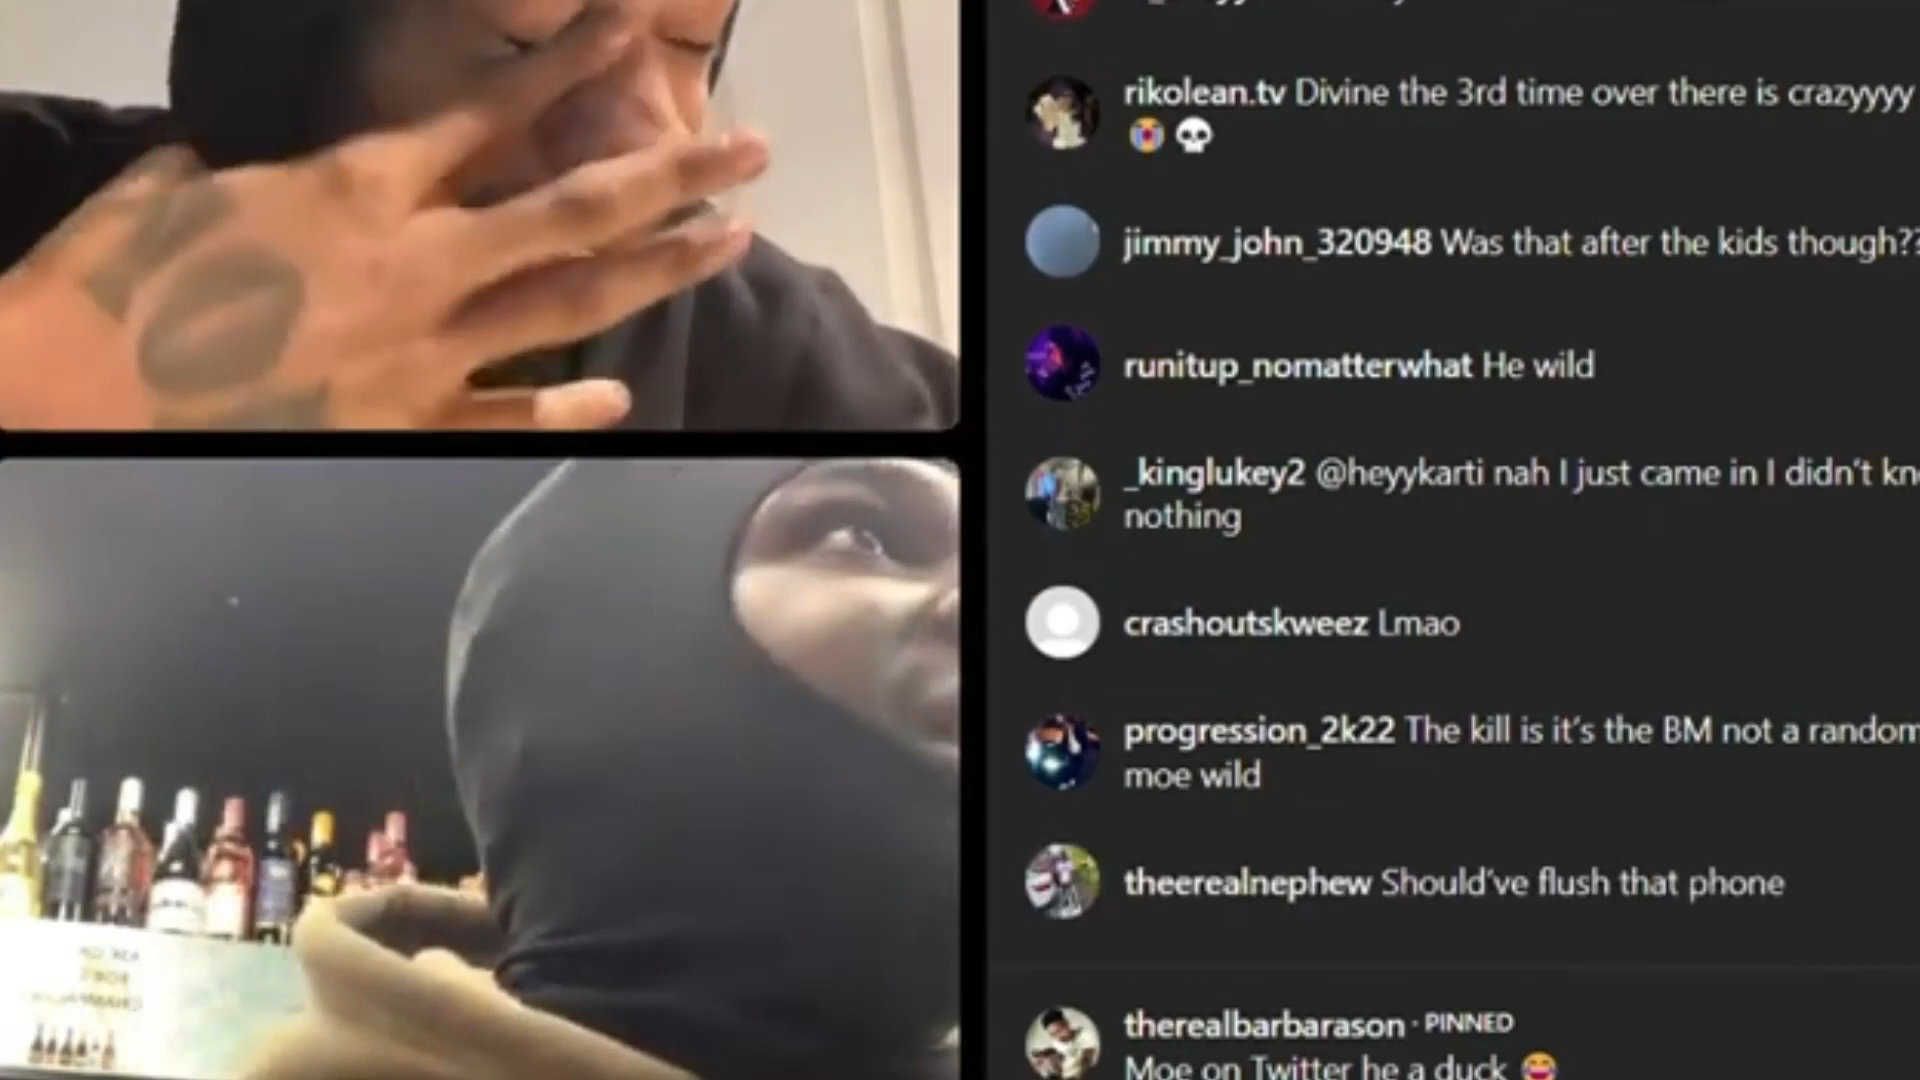 rikolean.tv Divine the 3rd time over there is crazyyyy
😭💀
jimmy_john_320948 Was that after the kids though??
runitup_nomatterwhat He wild
_kinglukey2 @heyykarti nah I just came in I didn't
nothing
crashoutskweez Lmao
progression_2k22 The kill is it's the BM not a random
moe wild
theerealnephew Should've flush that phone
therealbarbarason · PINNED
Moe on Twitter he a duck 😂